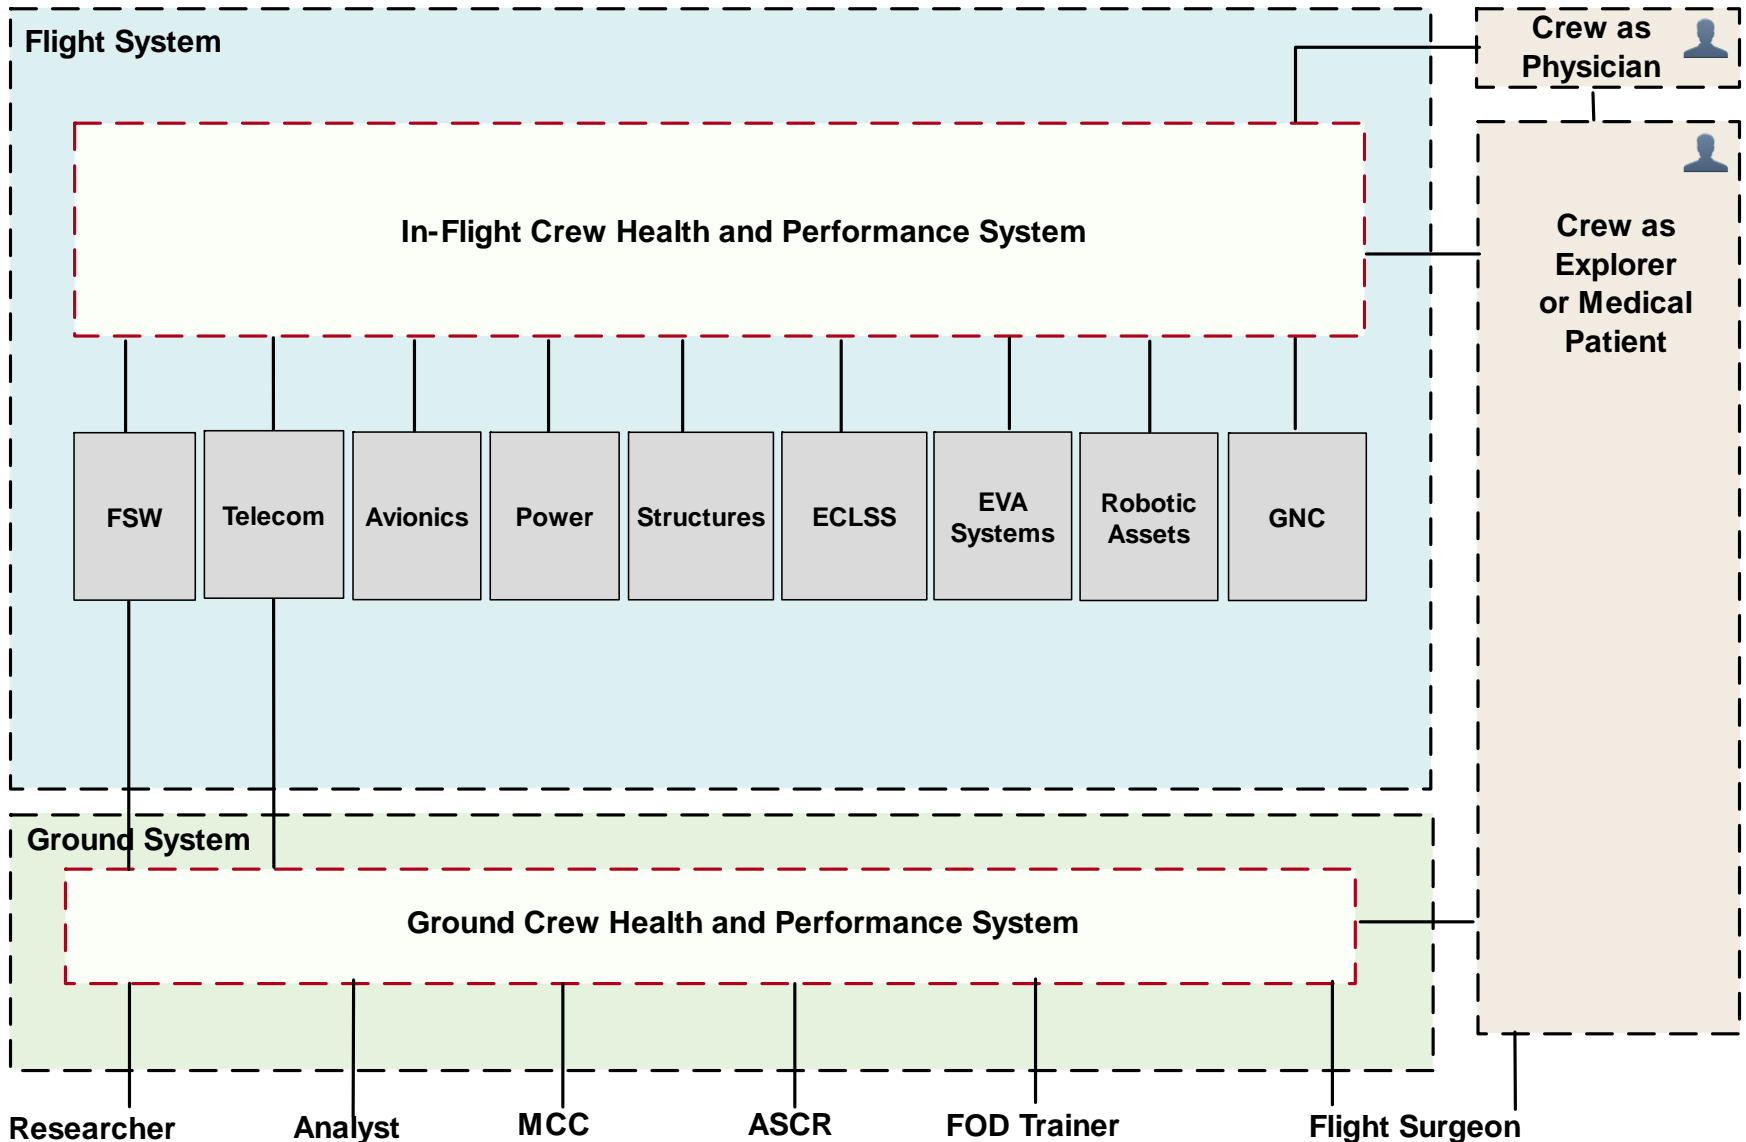 Flight System
Crew as
Physician
In-Flight Crew Health and Performance System
Crew as
Explorer
or Medical
Patient
FSW
Telecom
Avionics
Power
Structures
ECLSS
EVA
Systems
Robotic
Assets
GNC
Ground System
Ground Crew Health and Performance System
Researcher
Analyst
MCC
ASCR
FOD Trainer
Flight Surgeon